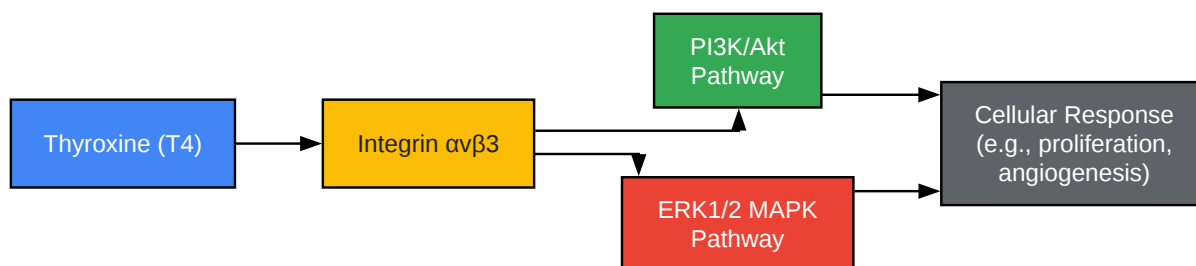 Thyroxine (T4)
Integrin αvβ3
PI3K/Akt
Pathway
ERK1/2 MAPK
Pathway
Cellular Response
(e.g., proliferation,
angiogenesis)